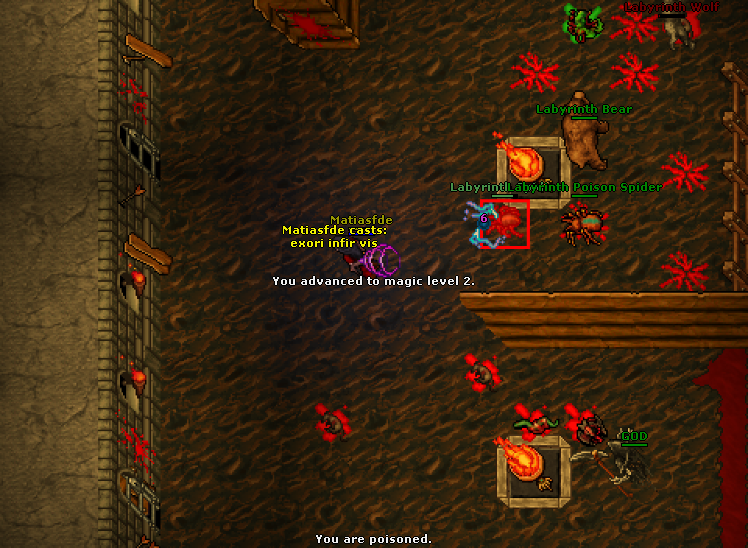 Labyrinth Wolf
Labyrinth Bear
Labyrinth Poison Spider
Matiasfde
Matiasfde casts:
exori infir vis
6
You advanced to magic level 2.
GOD
You are poisoned.